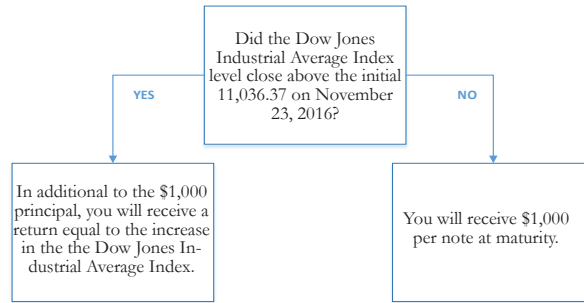 Did the Dow Jones
Industrial Average Index
level close above the initial
11,036.37 on November
23, 2016?
YES
NO
In additional to the $1,000
principal, you will receive a
return equal to the increase
in the the Dow Jones In-
dustrial Average Index.
You will receive $1,000
per note at maturity.